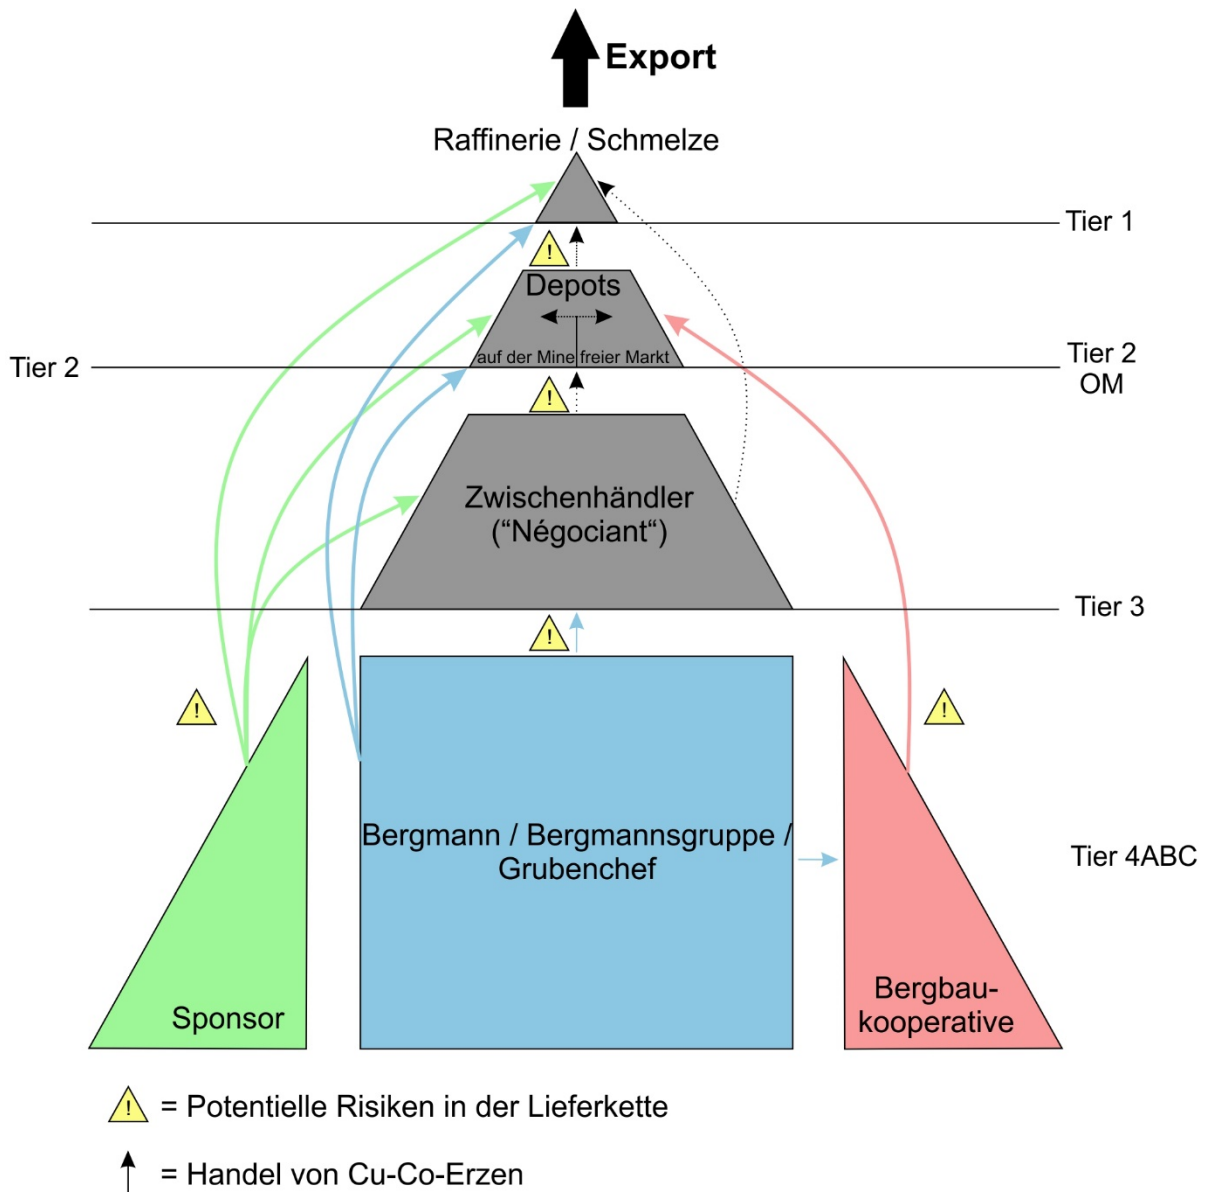 Export
Raffinerie / Schmelze
Tier 1
!
Depots
auf der Mine freier Markt
Tier 2
Tier 2
OM
!
Zwischenhändler
(“Négociant“)
Tier 3
!
!
!
Bergmann / Bergmannsgruppe /
Grubenchef
Tier 4ABC
Sponsor
Bergbau-
kooperative
! = Potentielle Risiken in der Lieferkette
= Handel von Cu-Co-Erzen